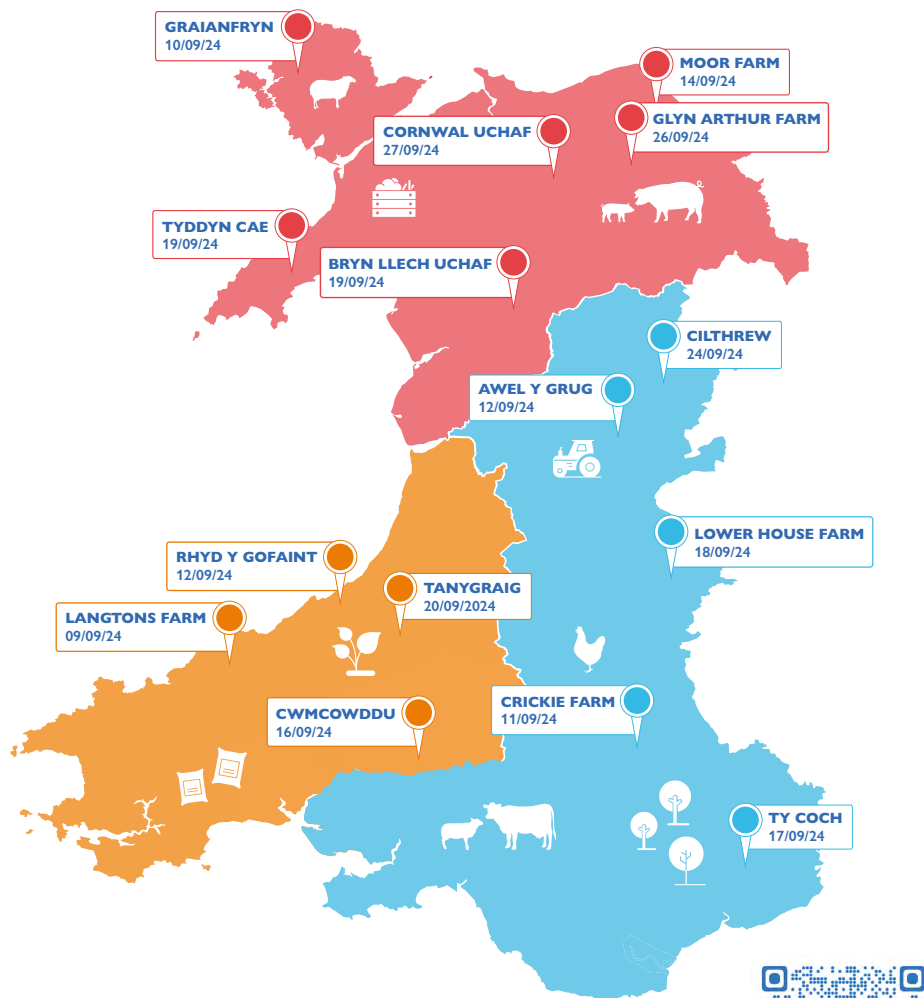 GRAIANFRYN
10/09/24
MOOR FARM
14/09/24
GLYN ARTHUR FARM
26/09/24
CORNWAL UCHAF
27/09/24
TYDDYN CAE
19/09/24
BRYN LLECH UCHAF
19/09/24
CILTHREW
24/09/24
AWEL Y GRUG
12/09/24
LOWER HOUSE FARM
18/09/24
RHYD Y GOFAINT
12/09/24
TANYGRAIG
20/09/2024
LANGTONS FARM
09/09/24
CRICKIE FARM
11/09/24
CWMCOWDDU
16/09/24
TY COCH
17/09/24